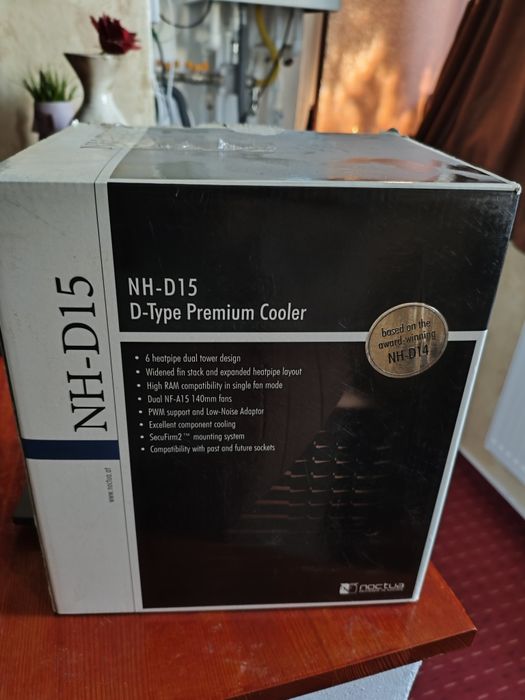 NH-D15
www.noctua.at
NH-D15
D-Type Premium Cooler
based on the
award-winning
NH-D14
• 6 heatpipe dual tower design
• Widened fin stack and expanded heatpipe layout
• High RAM compatibility in single fan mode
• Dual NF-A15 140mm fans
• PWM support and Low-Noise Adaptor
• Excellent component cooling
• SecuFirm2™ mounting system
• Compatibility with past and future sockets
noctua